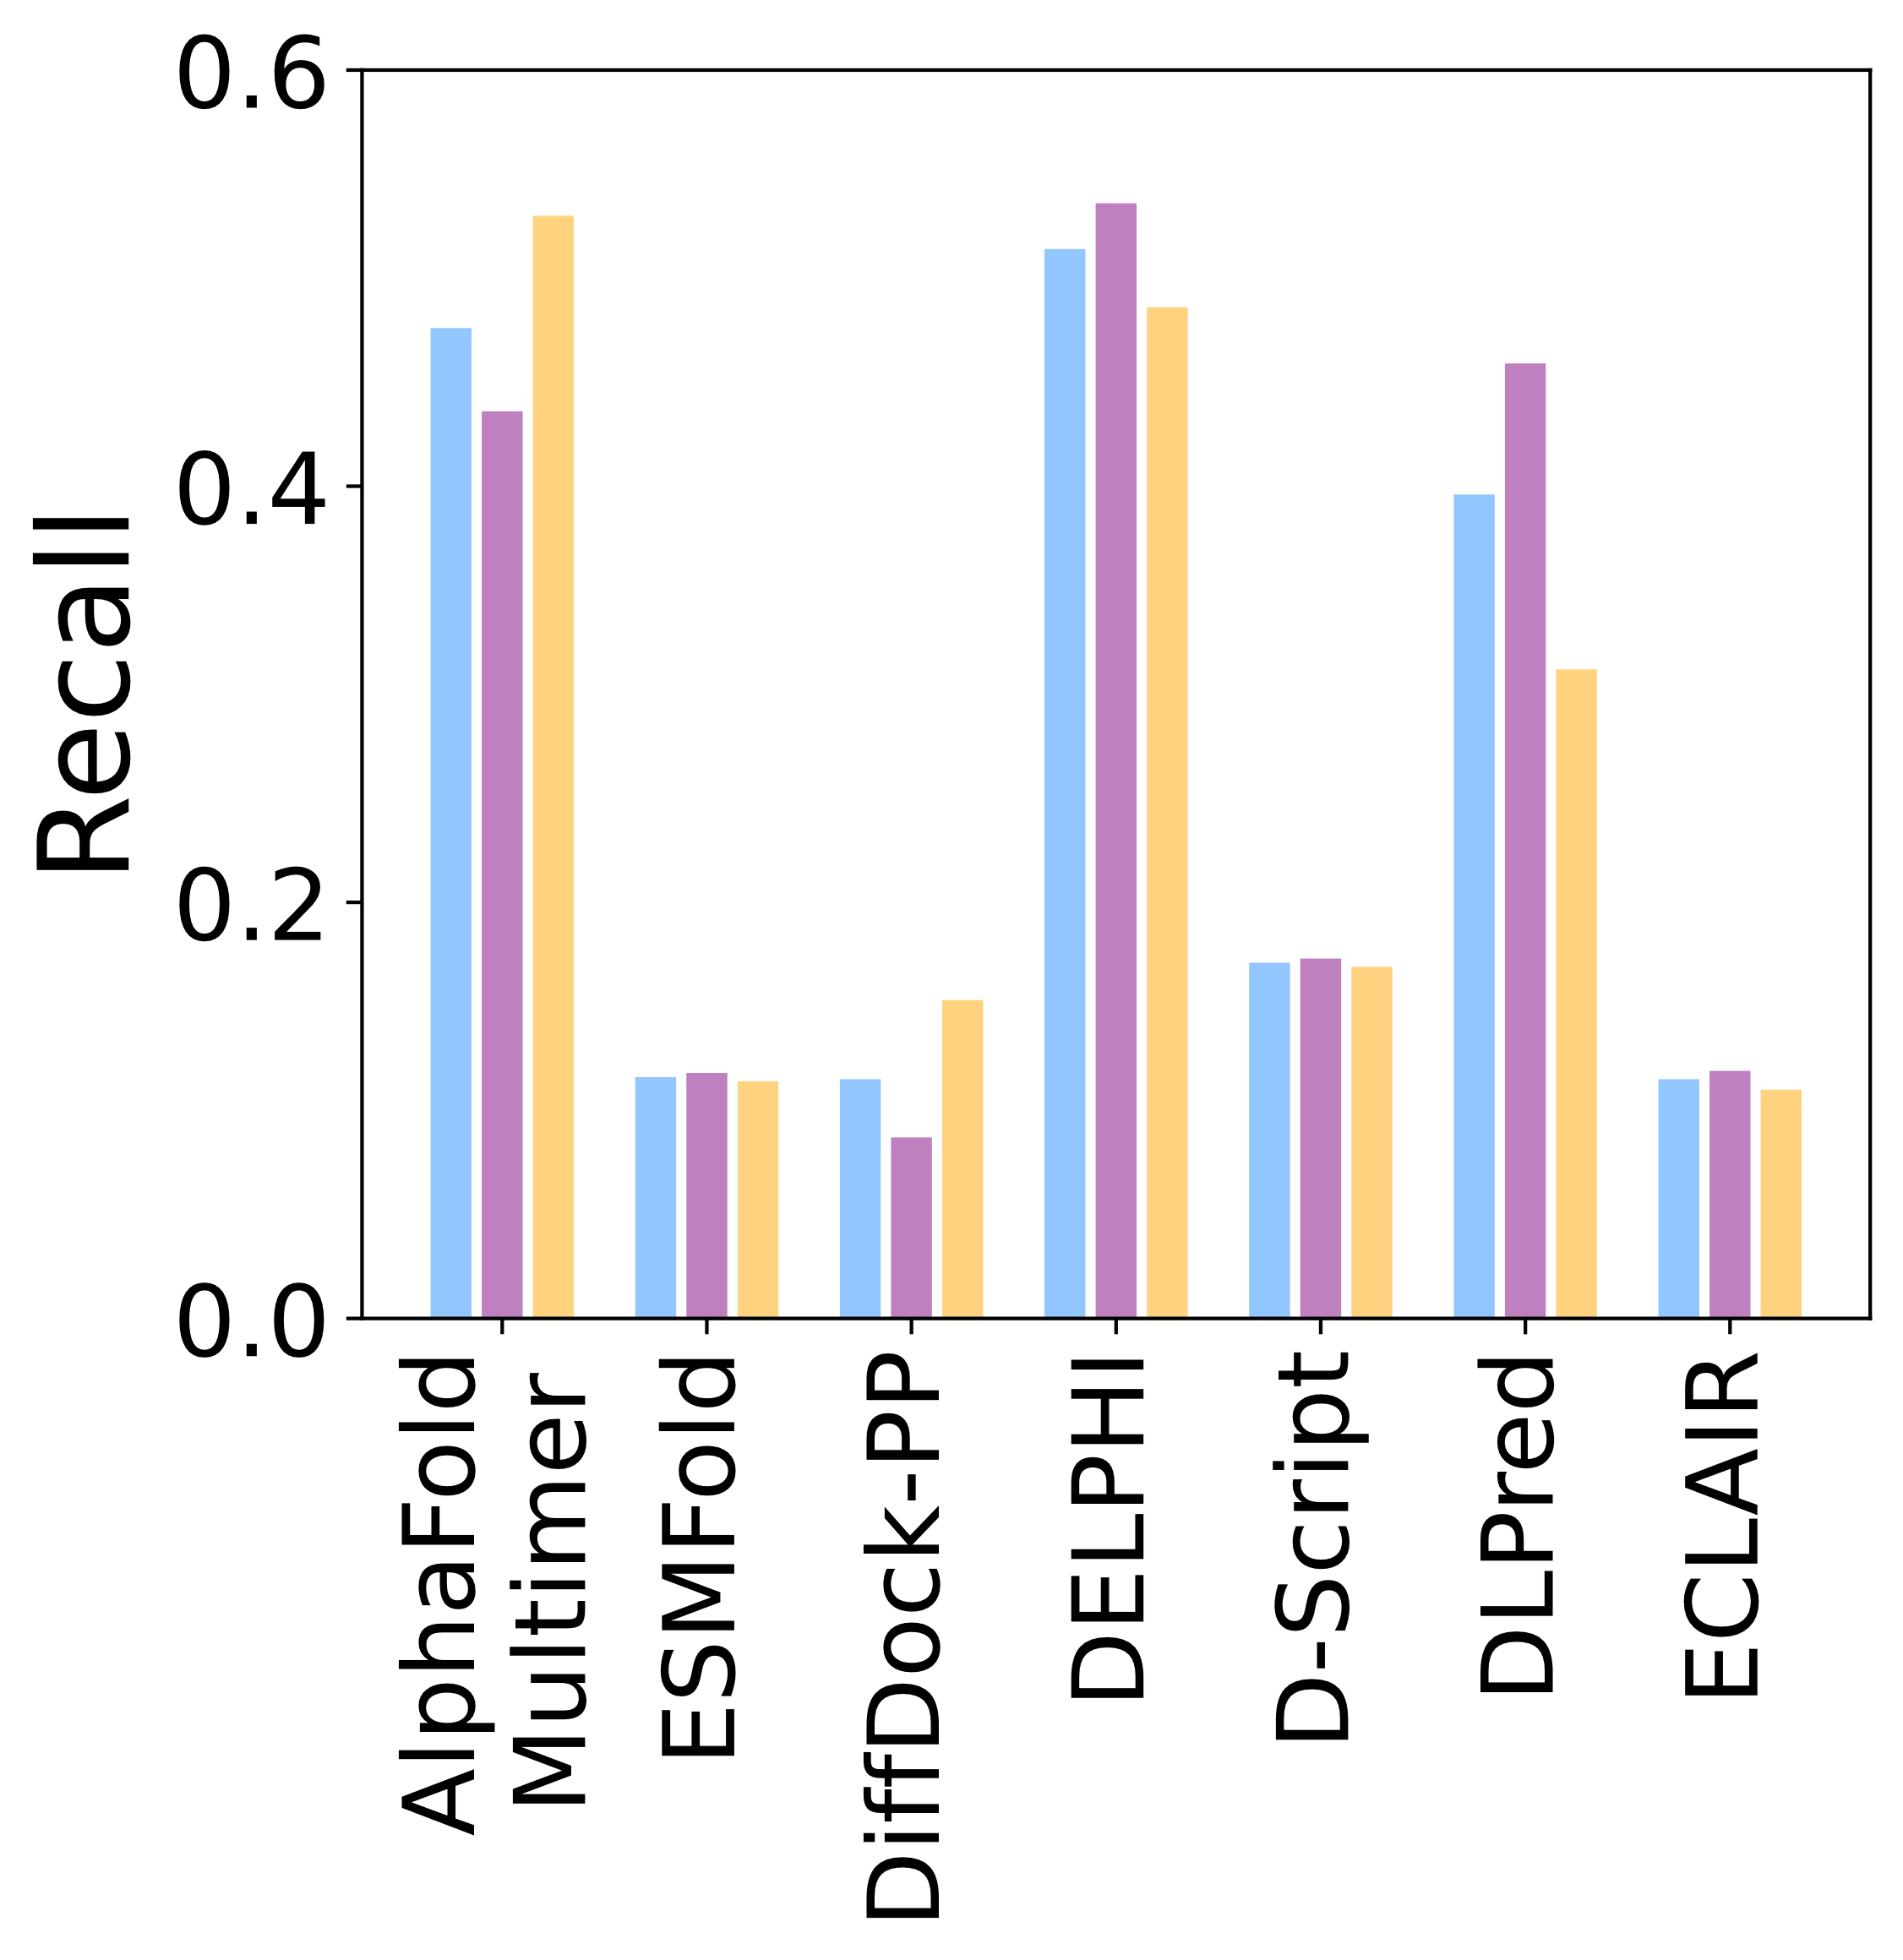 Recall
0.6
0.4
0.2
0.0
AlphaFold
Multimer
ESMFold
DiffDock-PP
DELPHI
D-Script
DLPred
ECLAIR